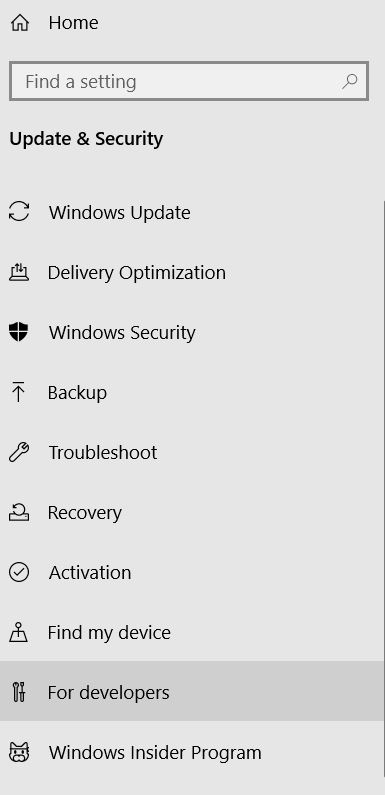 Home
Find a setting
Update & Security
Windows Update
Delivery Optimization
Windows Security
Backup
Troubleshoot
Recovery
Activation
Find my device
For developers
Windows Insider Program